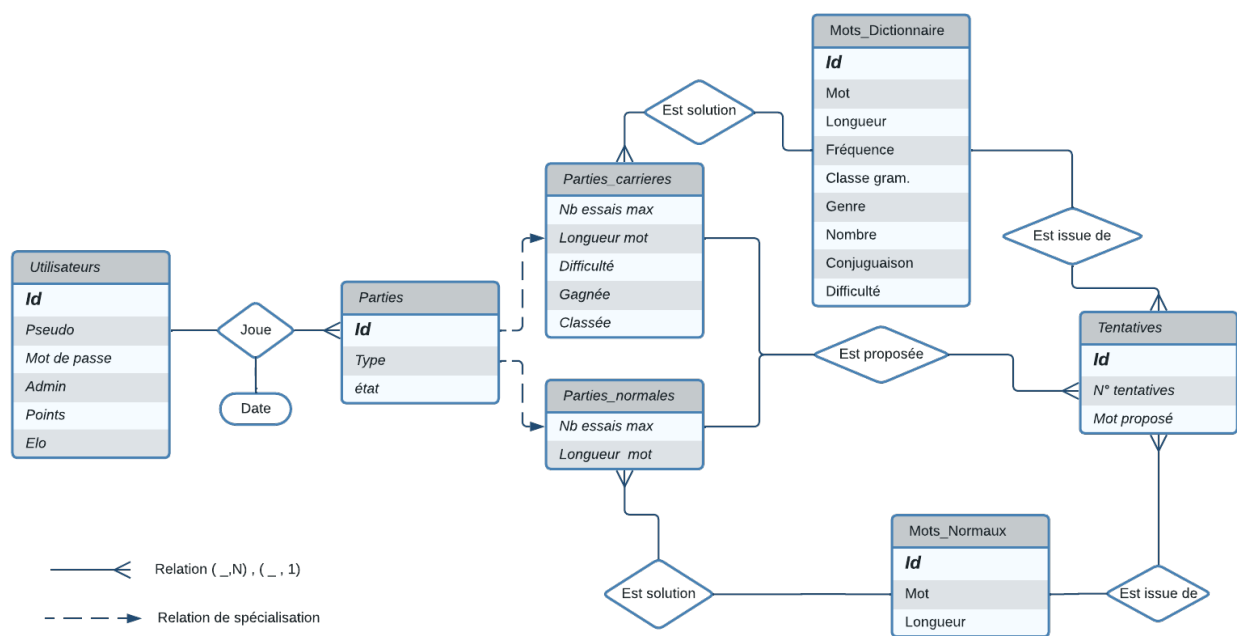 Mots_Dictionnaire
Id
Mot
Longueur
Fréquence
Classe gram.
Genre
Nombre
Conjuguaison
Difficulté
Est solution
Parties_carrieres
Nb essais max
Longueur mot
Difficulté
Gagnée
Classée
Est issue de
Utilisateurs
Id
Pseudo
Mot de passe
Admin
Points
Elo
Joue
Date
Parties
Id
Type
état
Est proposée
Tentatives
Id
N° tentatives
Mot proposé
Parties_normales
Nb essais max
Longueur mot
Est solution
Mots_Normaux
Id
Mot
Longueur
Est issue de
Relation ( _,N) , ( _ , 1)
Relation de spécialisation